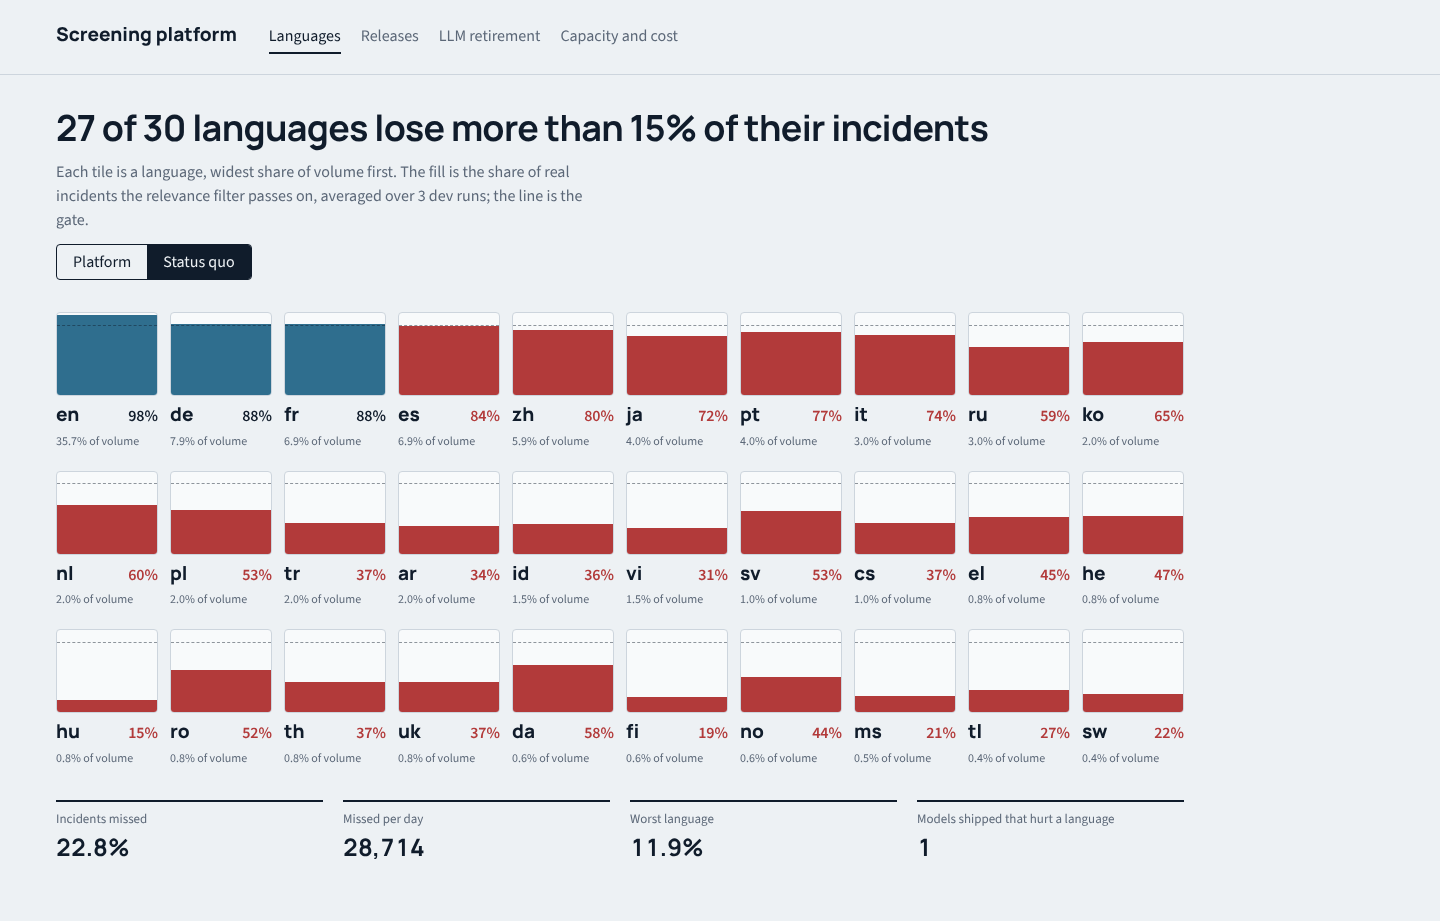 Screening platform Languages Releases LLM retirement Capacity and cost
27 of 30 languages lose more than 15% of their incidents
Each tile is a language, widest share of volume first. The fill is the share of real
incidents the relevance filter passes on, averaged over 3 dev runs; the line is the
gate.
Platform Status quo
en 98% de 88% fr 88% es 84% zh 80% ja 72% pt 77% it 74% ru 59% ko 65%
35.7% of volume 7.9% of volume 6.9% of volume 6.9% of volume 5.9% of volume 4.0% of volume 4.0% of volume 3.0% of volume 3.0% of volume 2.0% of volume
nl 60% pl 53% tr 37% ar 34% id 36% vi 31% sv 53% cs 37% el 45% he 47%
2.0% of volume 2.0% of volume 2.0% of volume 2.0% of volume 1.5% of volume 1.5% of volume 1.0% of volume 1.0% of volume 0.8% of volume 0.8% of volume
hu 15% ro 52% th 37% uk 37% da 58% fi 19% no 44% ms 21% tl 27% sw 22%
0.8% of volume 0.8% of volume 0.8% of volume 0.8% of volume 0.6% of volume 0.6% of volume 0.6% of volume 0.5% of volume 0.4% of volume 0.4% of volume
Incidents missed Missed per day Worst language Models shipped that hurt a language
22.8% 28,714 11.9% 1